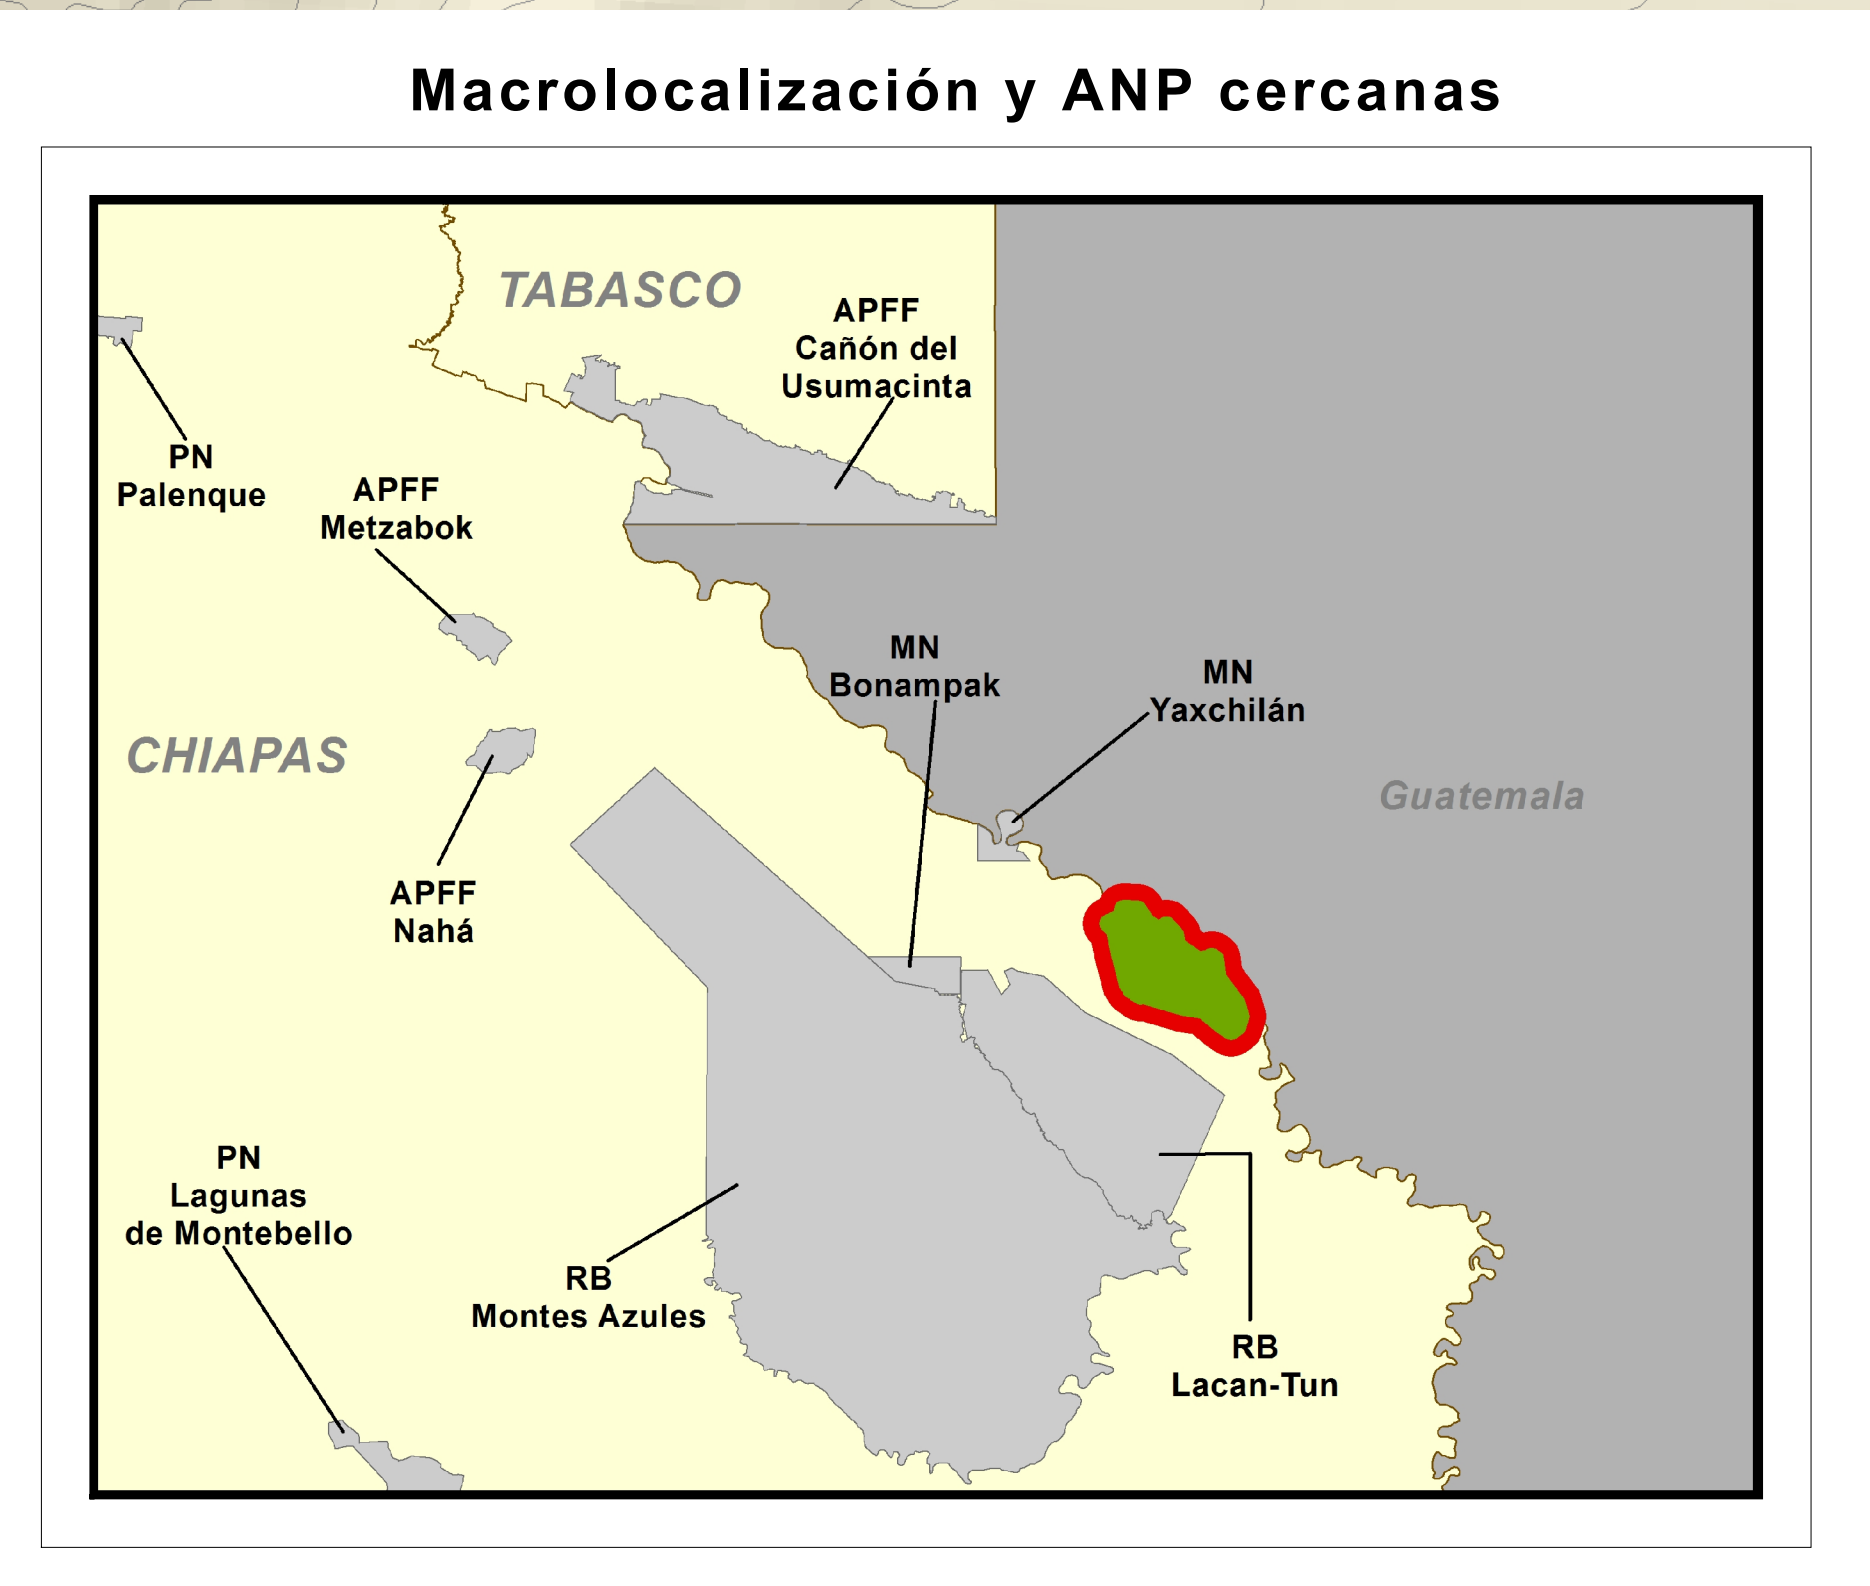 Macrolocalización y ANP cercanas
TABASCO
APFF
Cañón del
Usumacinta
PN
Palenque
APFF
Metzabok
MN
Bonampak
MN
Yaxchilán
CHIAPAS
Guatemala
APFF
Nahá
PN
Lagunas
de Montebello
RB
Montes Azules
RB
Lacan-Tun